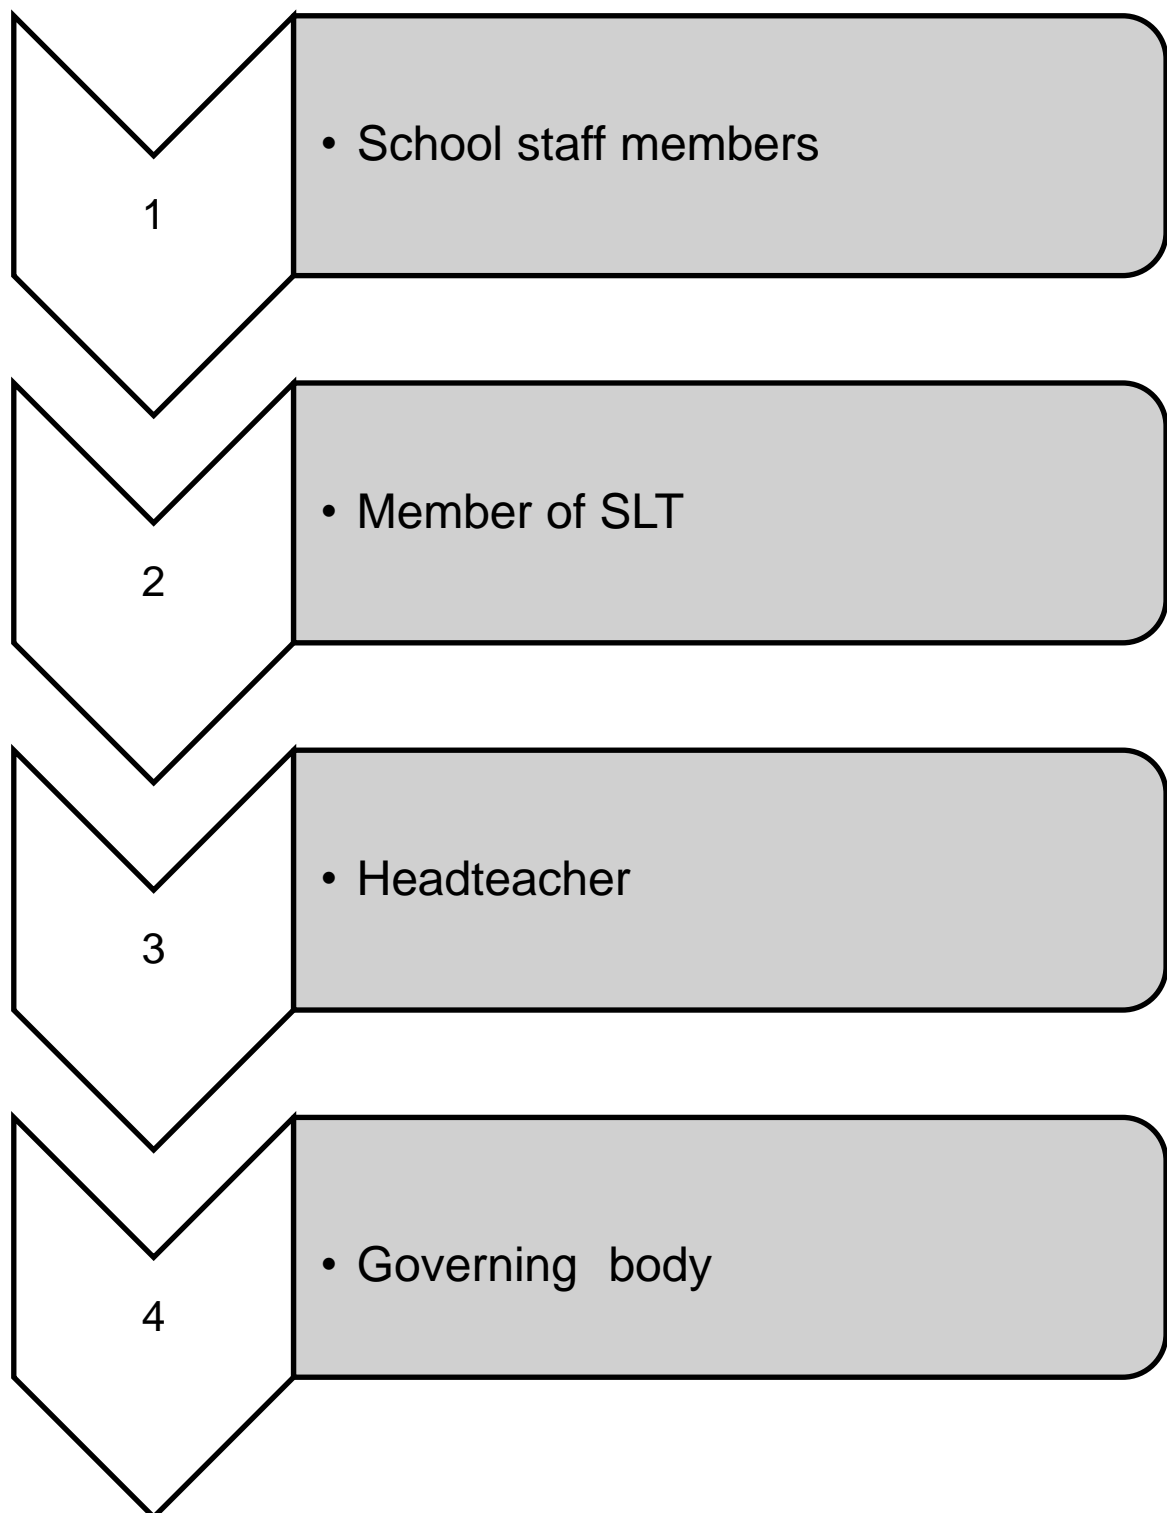 1
• School staff members
2
• Member of SLT
3
• Headteacher
4
• Governing body